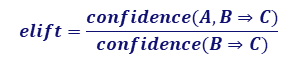 elift = confidence(A, B ⇒ C)
confidence(B ⇒ C)